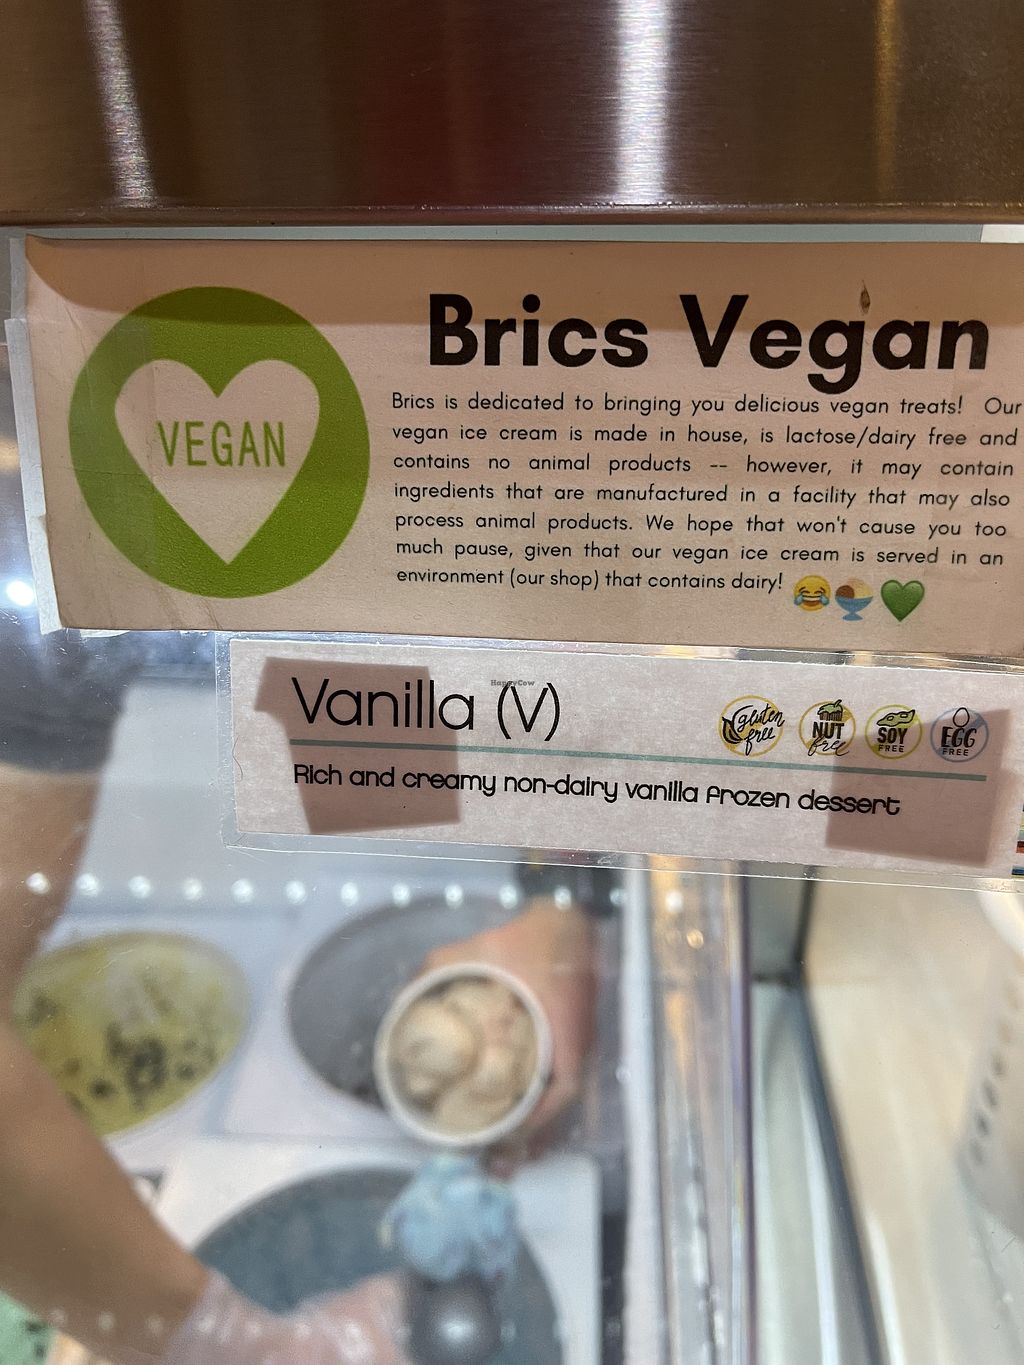 Brics Vegan
VEGAN
Brics is dedicated to bringing you delicious vegan treats! Our
vegan ice cream is made in house, is lactose/dairy free and
contains no animal products -- however, it may contain
ingredients that are manufactured in a facility that may also
process animal products. We hope that won't cause you too
much pause, given that our vegan ice cream is served in an
environment (our shop) that contains dairy! 😂🍨💚
HappyCow
Vanilla (V)
gluten free
NUT free
SOY FREE
EGG FREE
Rich and creamy non-dairy vanilla frozen dessert